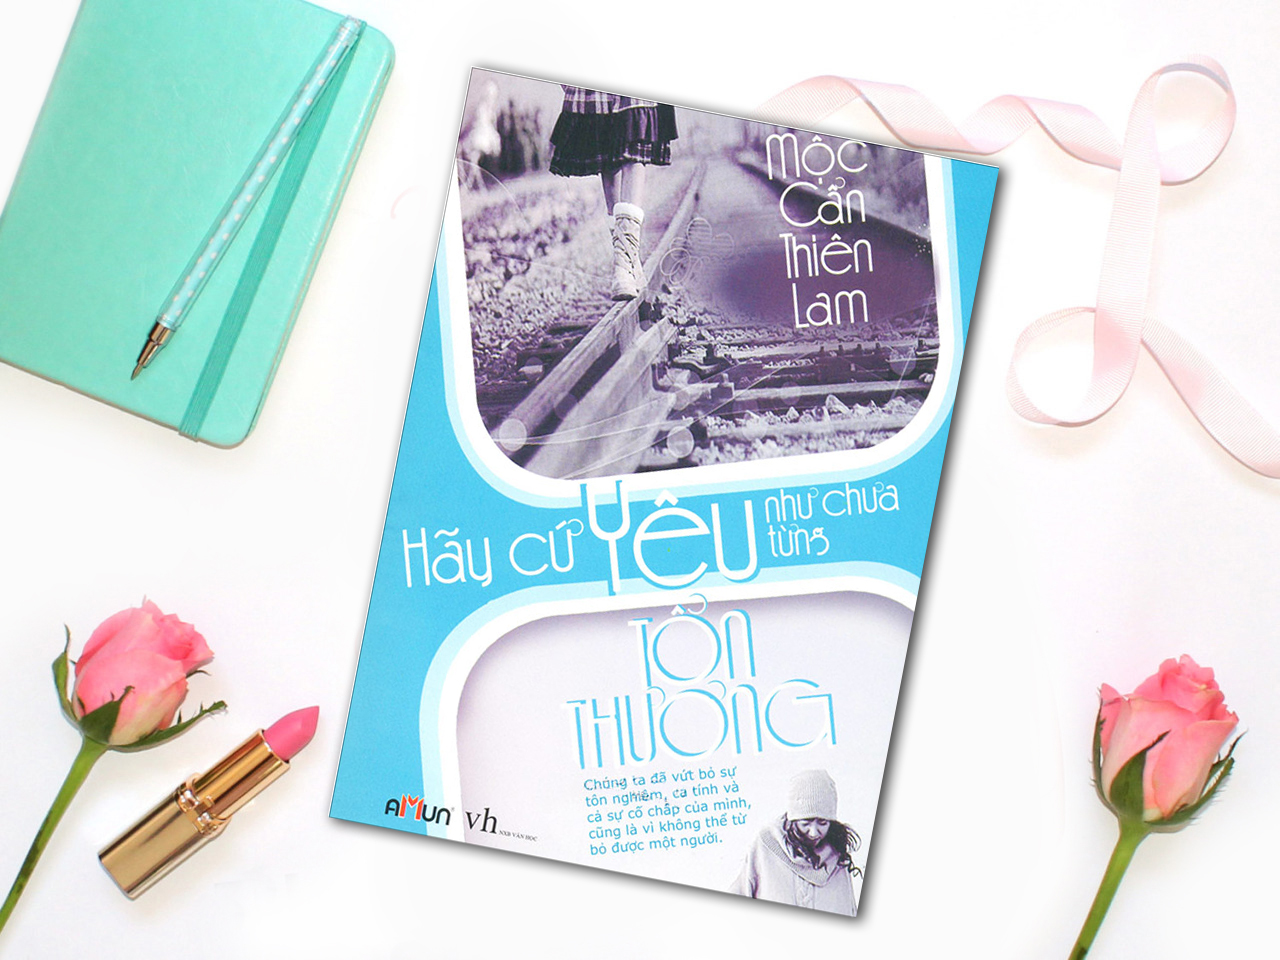 Mộc
Cẩn
Thiên
Lam
Hãy cứ Yêu như chưa
từng
TỔN
THƯƠNG
Chúng ta đã vứt bỏ sự
tôn nghiêm, cá tính và
cả sự cố chấp của mình,
cũng là vì không thể từ
bỏ được một người.
AMUN® vh NXB VĂN HỌC